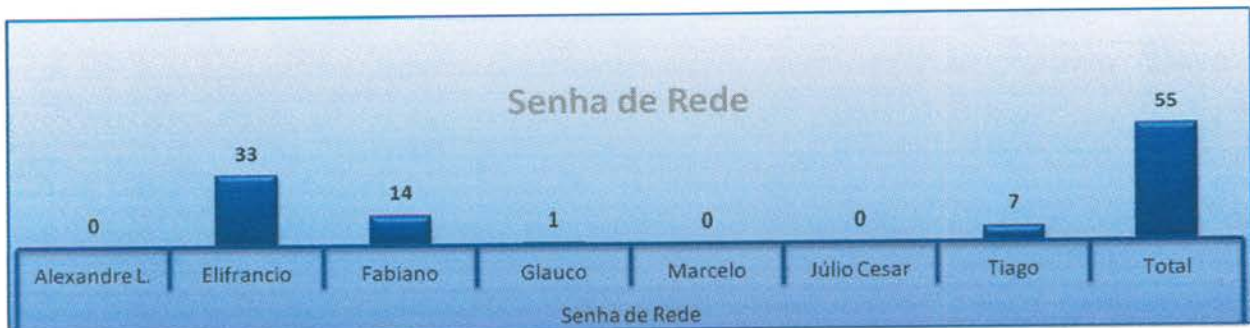 Senha de Rede
0 33 14 1 0 0 7 55
Alexandre L. Elifrancio Fabiano Glauco Marcelo Júlio Cesar Tiago Total
Senha de Rede